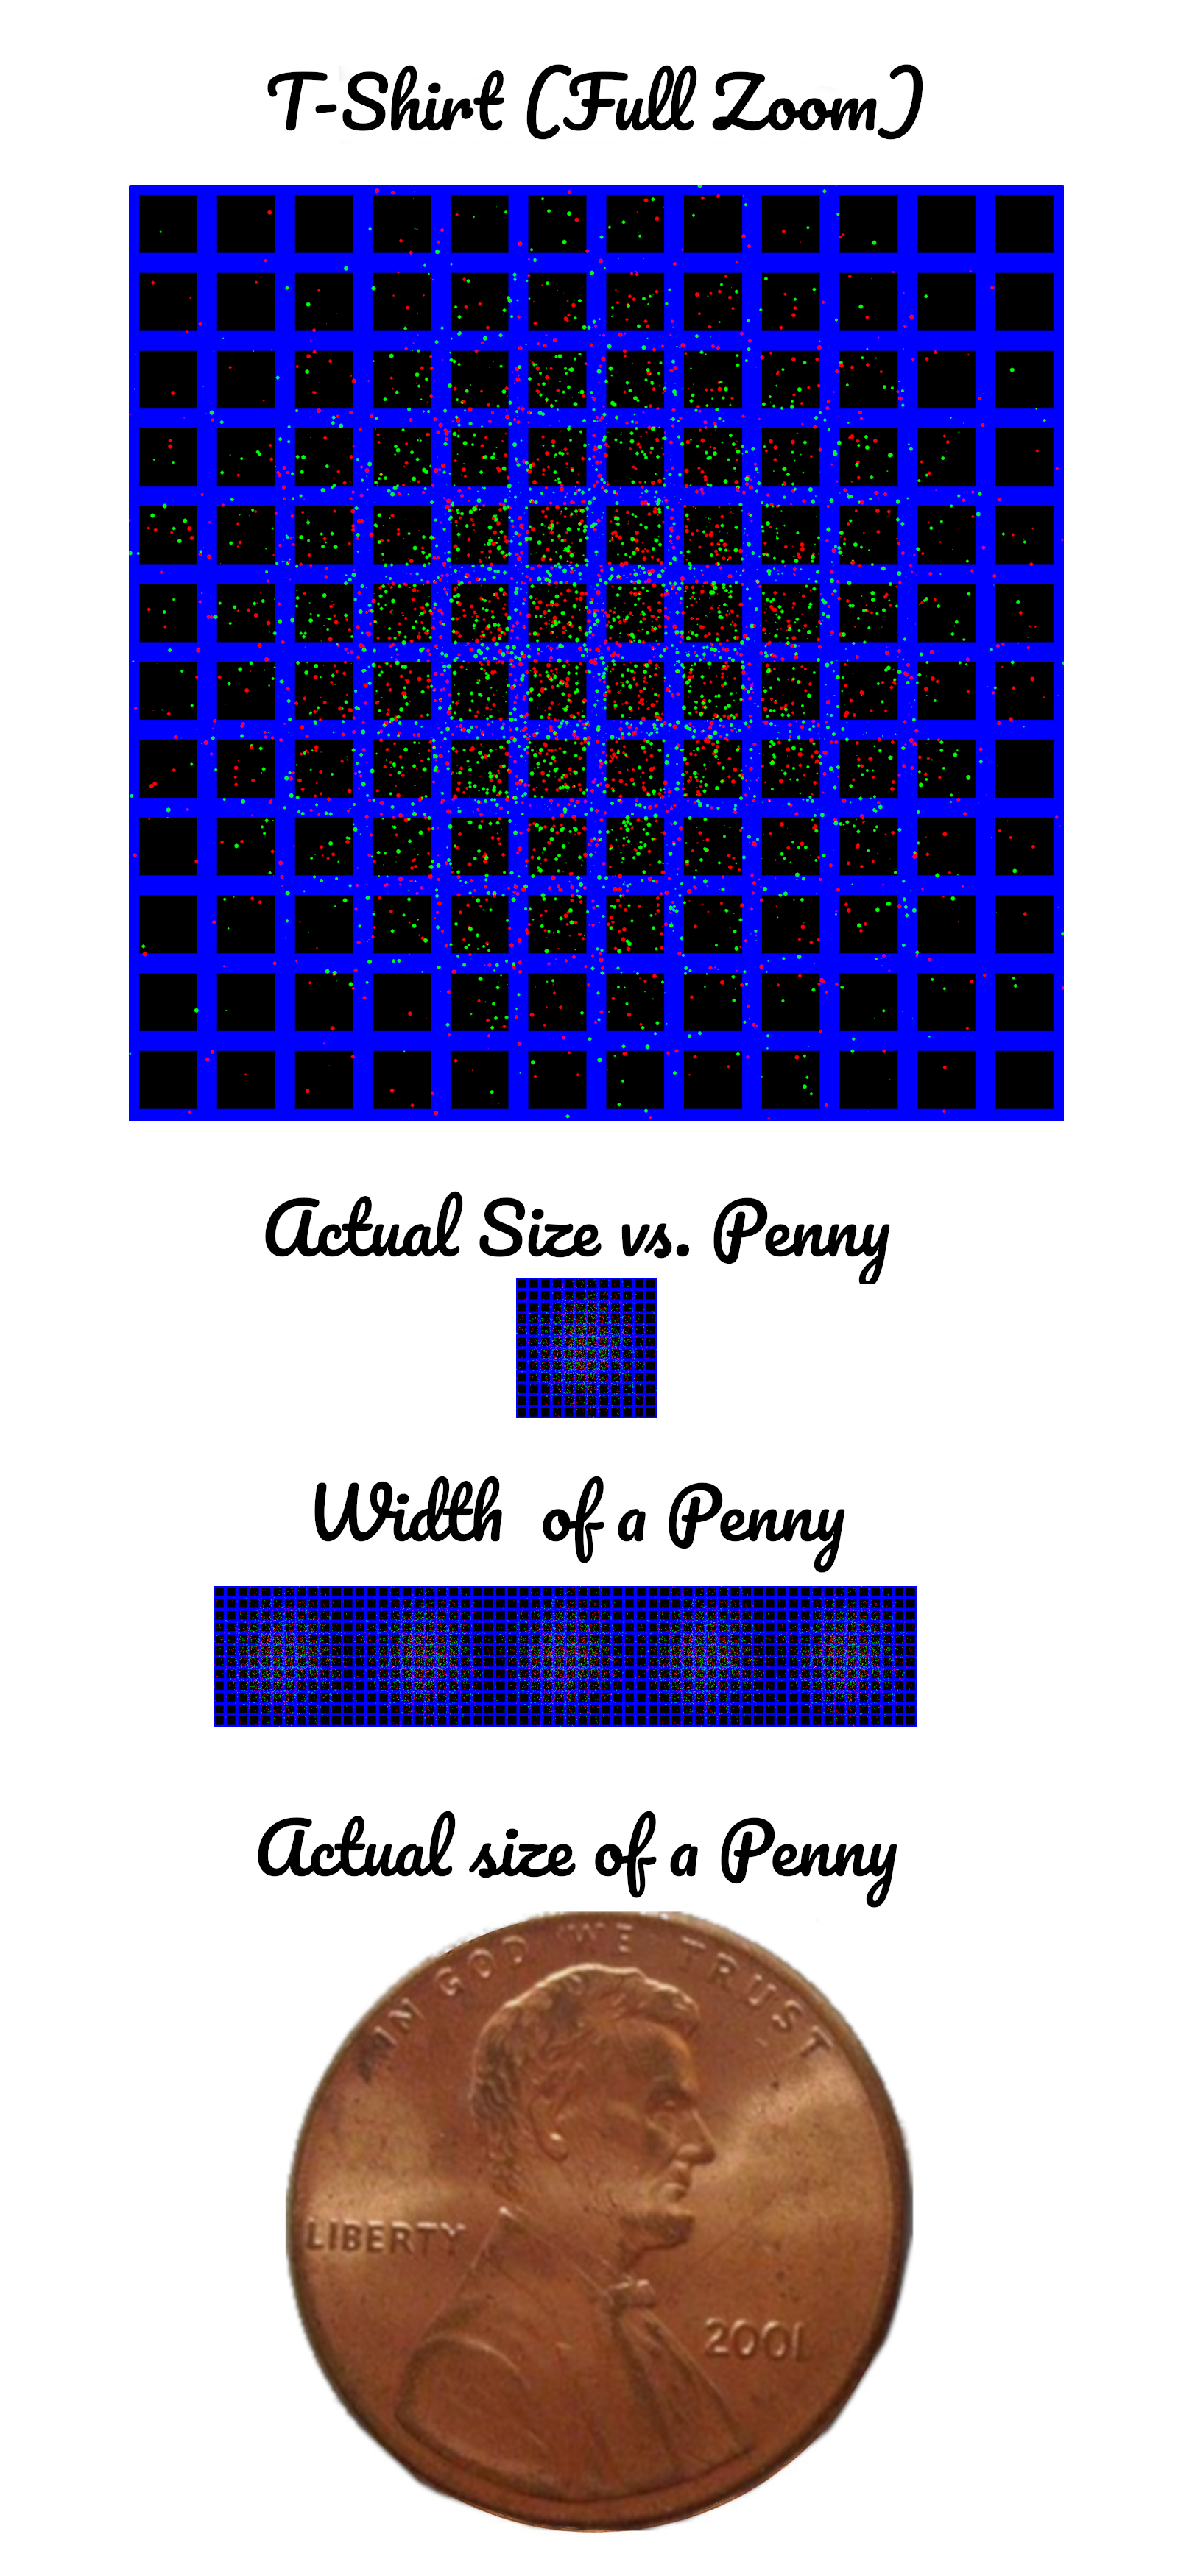 T-Shirt (Full Zoom)
Actual Size vs. Penny
Width of a Penny
Actual size of a Penny
IN GOD WE TRUST
LIBERTY
2001